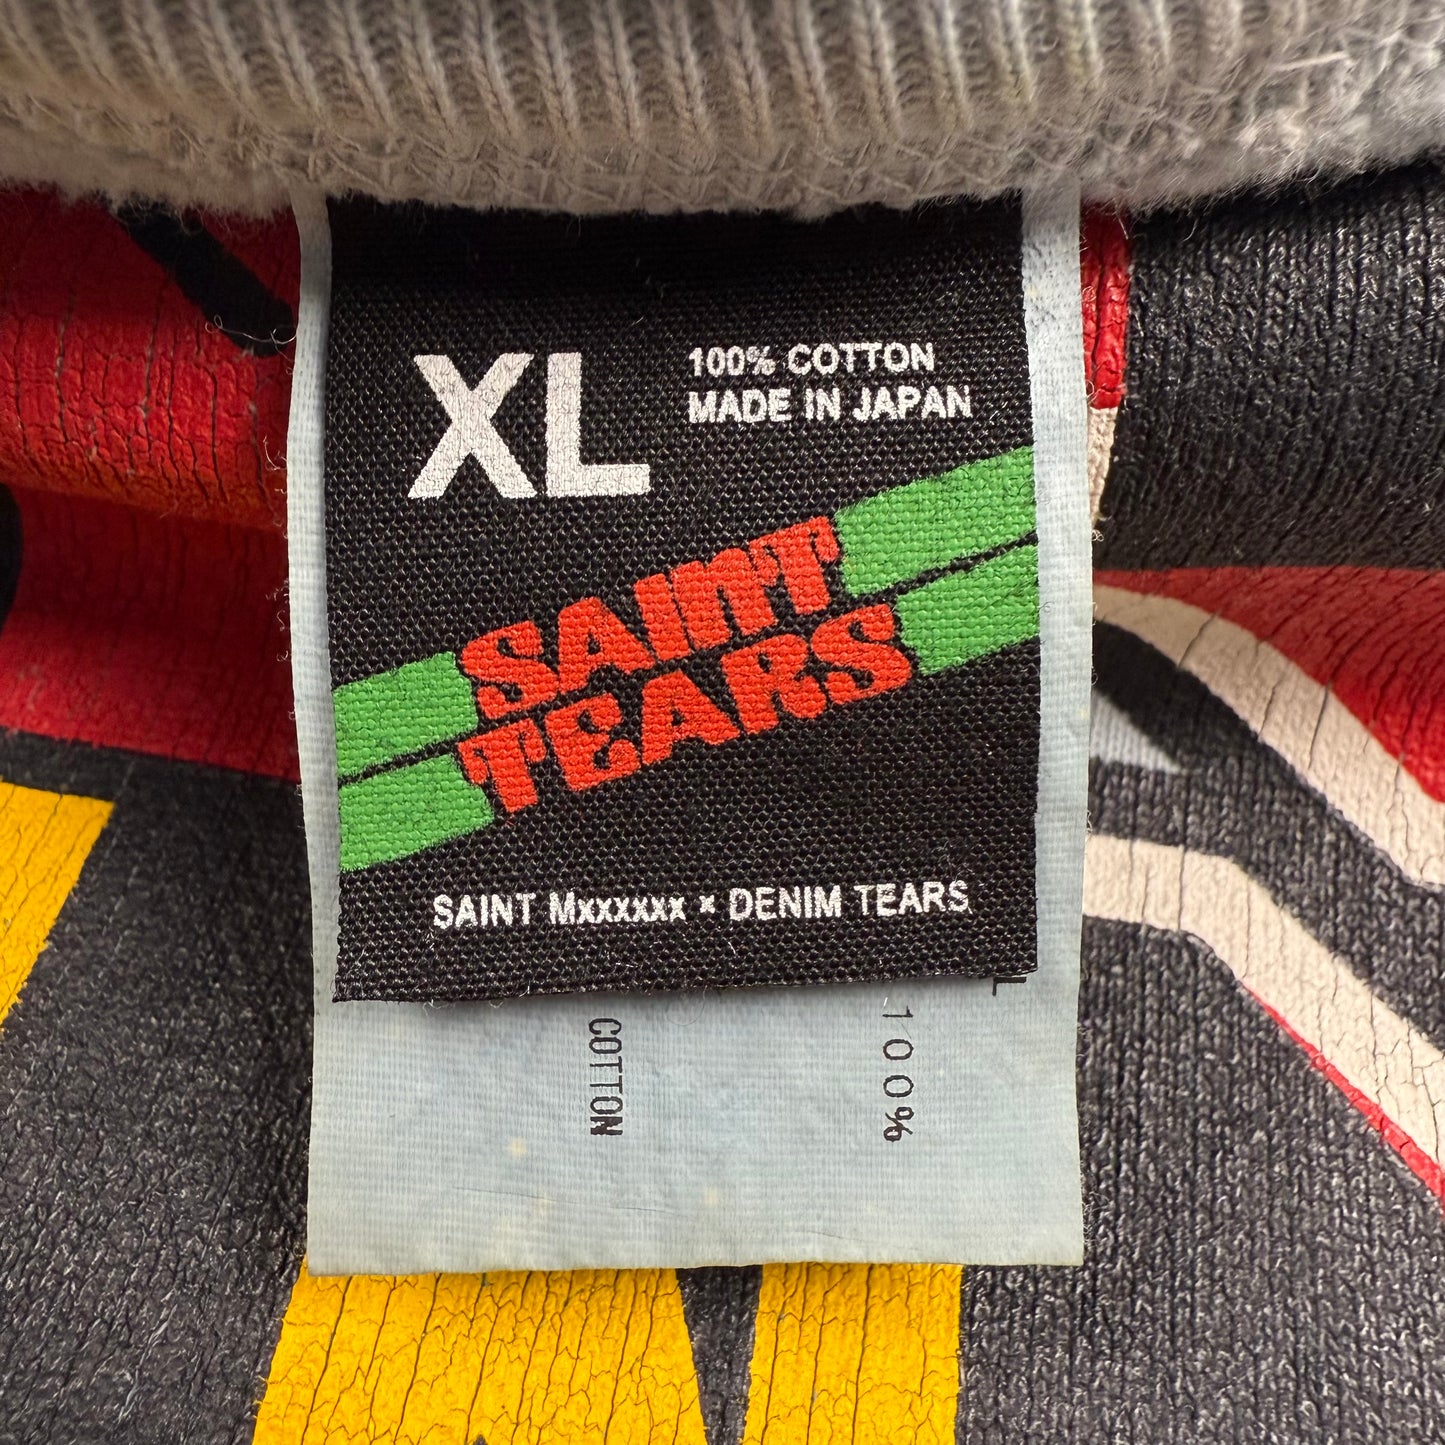 XL
100% COTTON
MADE IN JAPAN
SAINT
TEARS
SAINT Mxxxxxx × DENIM TEARS
100%
COTTON